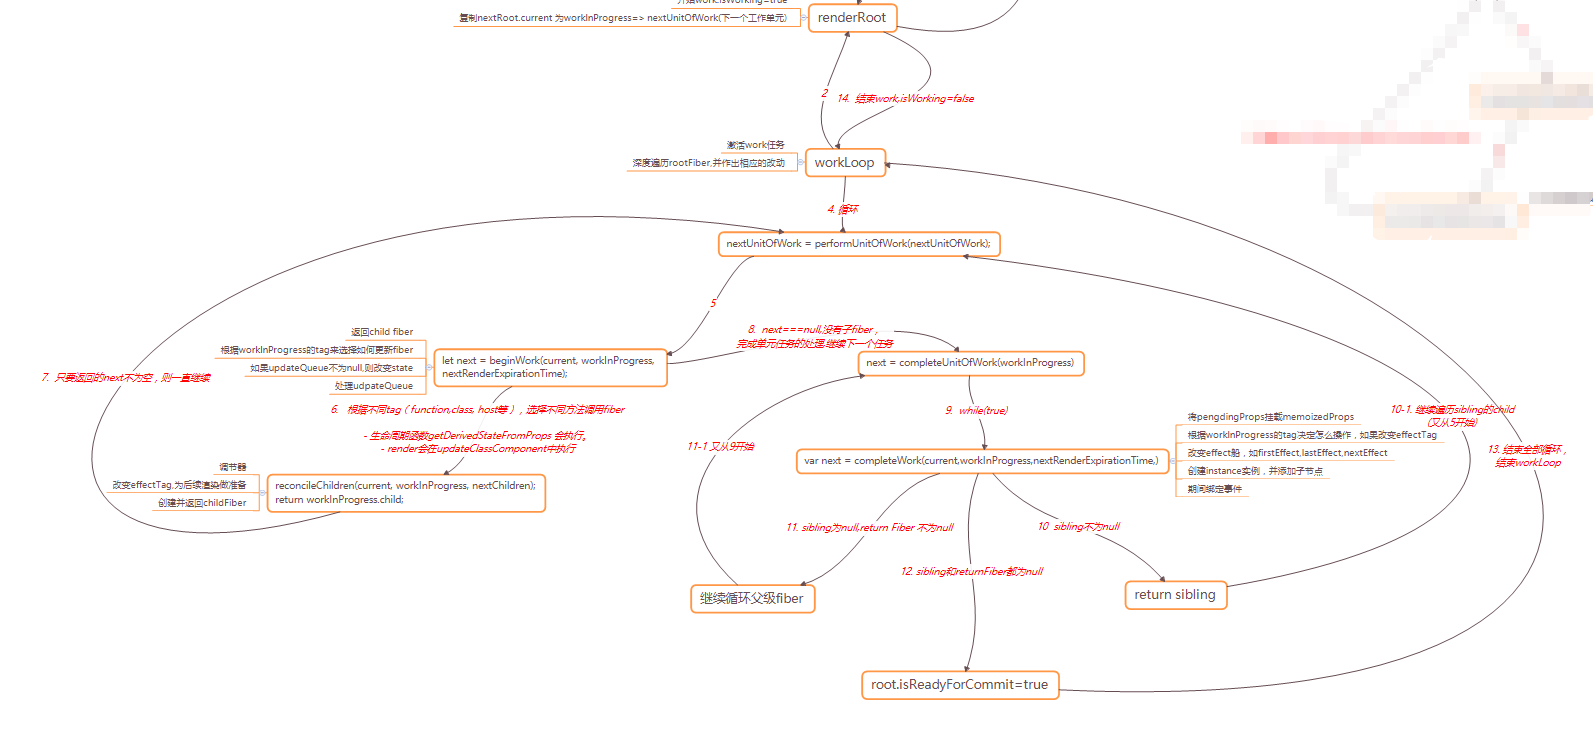 开始work.isWorking=true
复制nextRoot.current 为workInProgress=> nextUnitOfWork(下一个工作单元)
renderRoot
2
14. 结束work,isWorking=false
激活work任务
深度遍历rootFiber,并作出相应的改动
workLoop
4. 循环
nextUnitOfWork = performUnitOfWork(nextUnitOfWork);
5
返回child fiber
根据workInProgress的tag来选择如何更新fiber
如果updateQueue不为null,则改变state
处理udpateQueue
let next = beginWork(current, workInProgress,
nextRenderExpirationTime);
8. next===null,没有子fiber，
完成单元任务的处理.继续下一个任务
next = completeUnitOfWork(workInProgress)
7. 只要返回的next不为空，则一直继续
6. 根据不同tag（function,class, host等），选择不同方法调用fiber
- 生命周期函数getDerivedStateFromProps 会执行。
- render会在updateClassComponent中执行
9. while(true)
10-1. 继续遍历sibling的child
(又从5开始)
11-1 又从9开始
13. 结束全部循环，
结束workLoop
将pengdingProps挂载memoizedProps
根据workInProgress的tag决定怎么操作，如果改变effectTag
改变effect船，如firstEffect,lastEffect,nextEffect
创建instance实例，并添加子节点
期间绑定事件
var next = completeWork(current,workInProgress,nextRenderExpirationTime,)
调节器
改变effectTag,为后续渲染做准备
创建并返回childFiber
reconcileChildren(current, workInProgress, nextChildren);
return workInProgress.child;
11. sibling为null,return Fiber 不为null
10 sibling不为null
12. sibling和returnFiber都为null
继续循环父级fiber
return sibling
root.isReadyForCommit=true